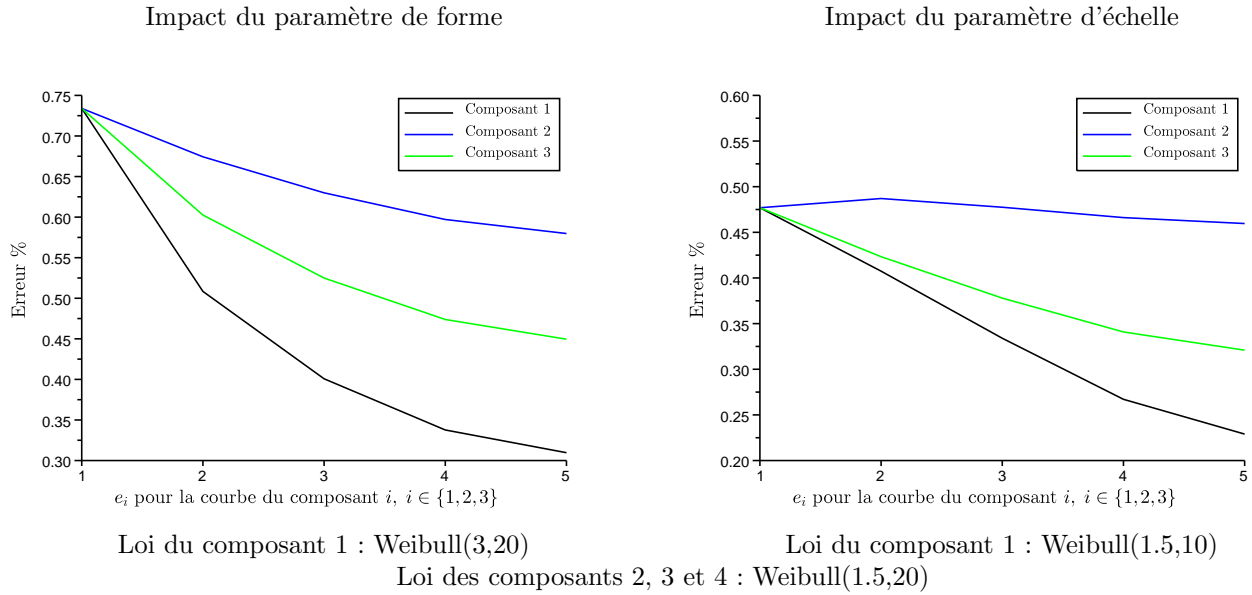 Impact du paramètre de forme
Impact du paramètre d'échelle
0.75
0.70
0.65
0.60
0.55
0.50
0.45
0.40
0.35
0.30
Erreur %
Composant 1
Composant 2
Composant 3
1 2 3 4 5
e_i pour la courbe du composant i, i ∈ {1,2,3}
0.60
0.55
0.50
0.45
0.40
0.35
0.30
0.25
0.20
Erreur %
Composant 1
Composant 2
Composant 3
1 2 3 4 5
e_i pour la courbe du composant i, i ∈ {1,2,3}
Loi du composant 1 : Weibull(3,20)
Loi du composant 1 : Weibull(1.5,10)
Loi des composants 2, 3 et 4 : Weibull(1.5,20)